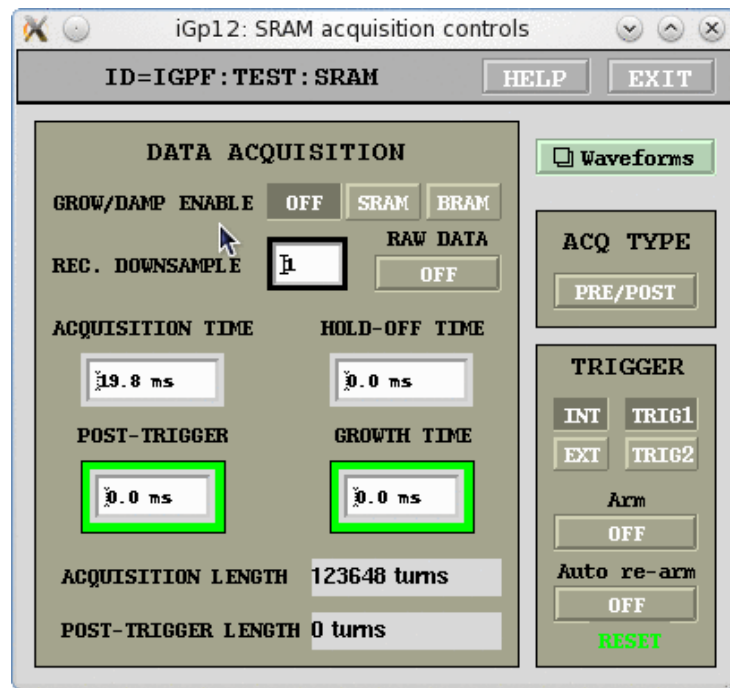 iGp12: SRAM acquisition controls
ID=IGPF:TEST:SRAM HELP EXIT
DATA ACQUISITION
GROW/DAMP ENABLE OFF SRAM BRAM
REC. DOWNSAMPLE 1
RAW DATA
OFF
ACQUISITION TIME HOLD-OFF TIME
19.8 ms 0.0 ms
POST-TRIGGER GROWTH TIME
0.0 ms 0.0 ms
ACQUISITION LENGTH 123648 turns
POST-TRIGGER LENGTH 0 turns
Waveforms
ACQ TYPE
PRE/POST
TRIGGER
INT TRIG1
EXT TRIG2
Arm
OFF
Auto re-arm
OFF
RESET